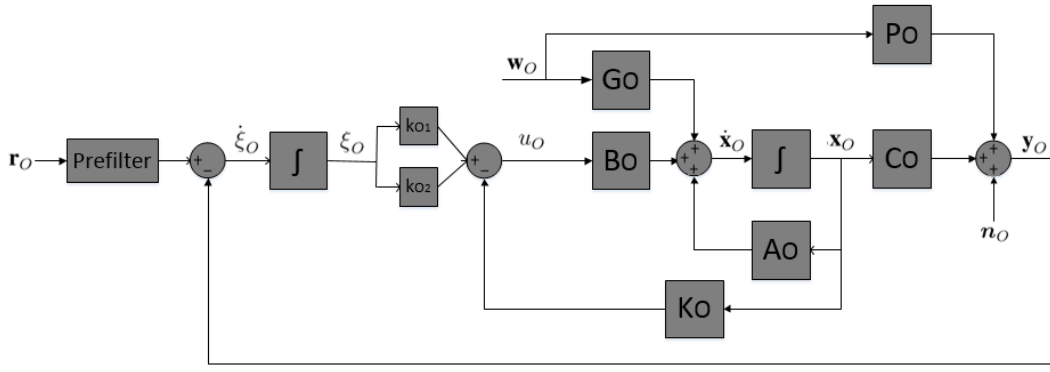 Po
w_O
Go
ko₁
ξ̇_O
ξ_O
u_O
ẋ_O
x_O
y_O
r_O
Prefilter
+
−
∫
ko₂
+
−
Bo
+
+
+
∫
Co
+
+
+
n_O
Ao
Ko